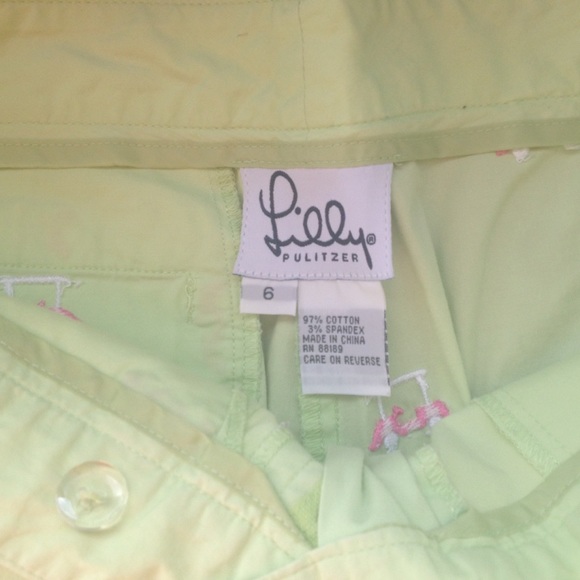 Lilly®
PULITZER
6
97% COTTON
3% SPANDEX
MADE IN CHINA
RN 88189
CARE ON REVERSE